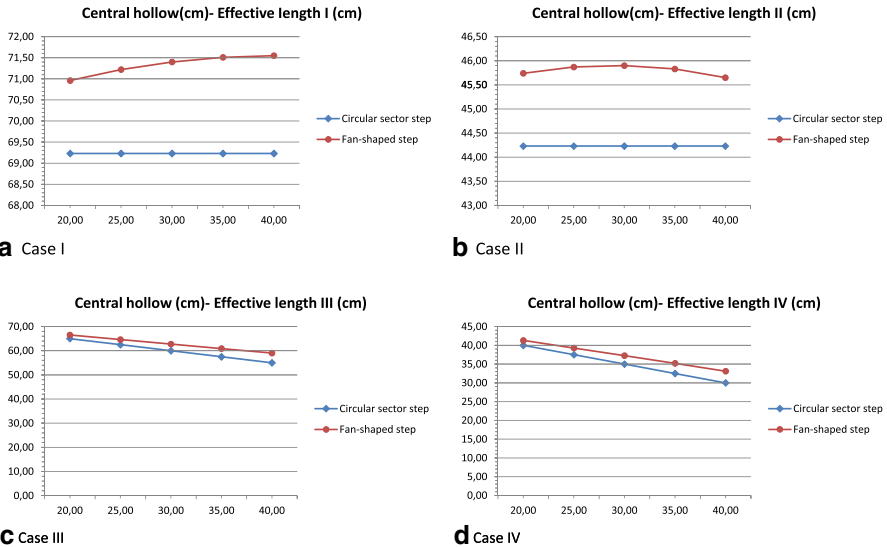 Central hollow(cm)- Effective Iength I (cm)
72,00
71,50
71,00
70,50
70,00
69,50
69,00
68,50
68,00
20,00 25,00 30,00 35,00 40,00
Circular sector step
Fan-shaped step
a Case I
Central hollow(cm)- Effective length II (cm)
46,50
46,00
45,50
45,00
44,50
44,00
43,50
43,00
20,00 25,00 30,00 35,00 40,00
Circular sector step
Fan-shaped step
b Case II
Central hollow (cm)- Effective length III (cm)
70,00
60,00
50,00
40,00
30,00
20,00
10,00
0,00
20,00 25,00 30,00 35,00 40,00
Circular sector step
Fan-shaped step
c Case III
Central hollow (cm)- Effective length IV (cm)
45,00
40,00
35,00
30,00
25,00
20,00
15,00
10,00
5,00
0,00
20,00 25,00 30,00 35,00 40,00
Circular sector step
Fan-shaped step
d Case IV